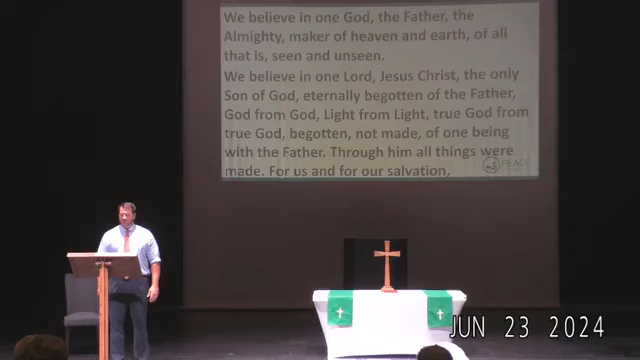 We believe in one God, the Father, the
Almighty, maker of heaven and earth, of all
that is, seen and unseen.
We believe in one Lord, Jesus Christ, the only
Son of God, eternally begotten of the Father,
God from God, Light from Light, true God from
true God, begotten, not made, of one being
with the Father. Through him all things were
made. For us and for our salvation,
PEACE
JUN 23 2024